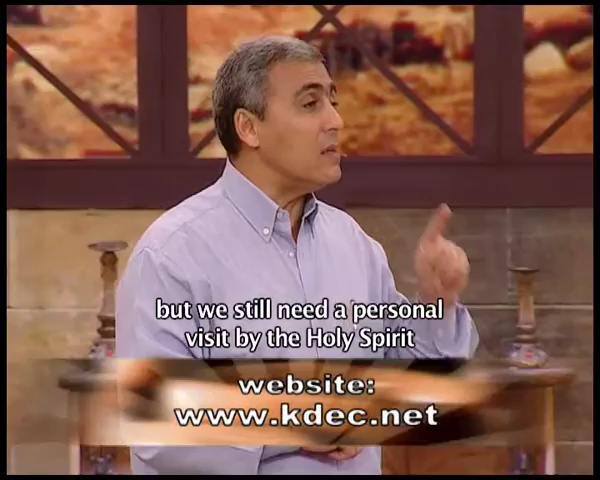 but we still need a personal
visit by the Holy Spirit
website:
www.kdec.net